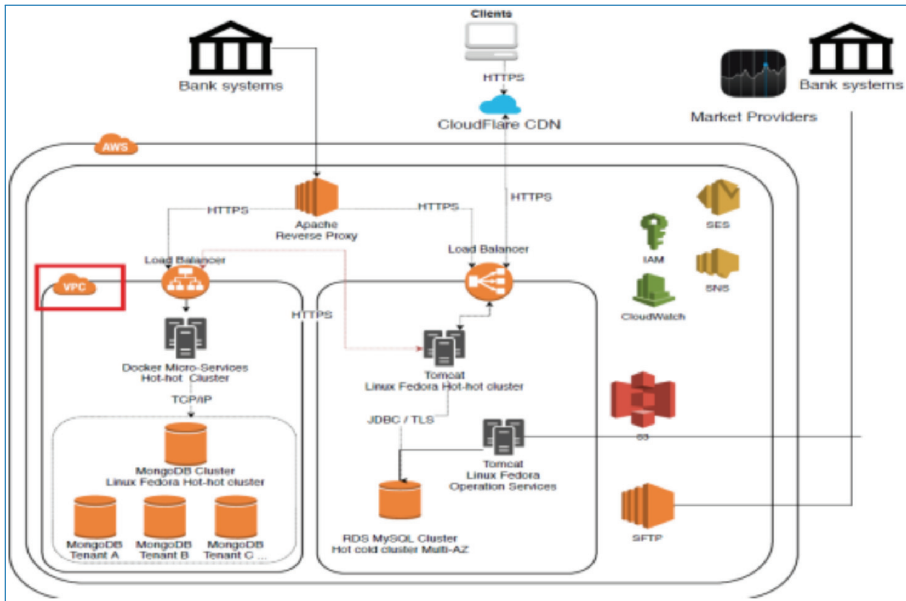 Clients
Bank systems
HTTPS
CloudFlare CDN
Market Providers
Bank systems
AWS
HTTPS
Apache
Reverse Proxy
HTTPS
HTTPS
Load Balancer
Load Balancer
VPC
IAM
SES
SNS
CloudWatch
HTTPS
Docker Micro-Services
Hot-hot Cluster
Tomcat
Linux Fedora Hot-hot cluster
TCP/IP
JDBC / TLS
S3
MongoDB Cluster
Linux Fedora Hot-hot cluster
Tomcat
Linux Fedora
Operation Services
MongoDB
Tenant A
MongoDB
Tenant B
MongoDB
Tenant C ...
RDS MySQL Cluster
Hot cold cluster Multi-AZ
SFTP